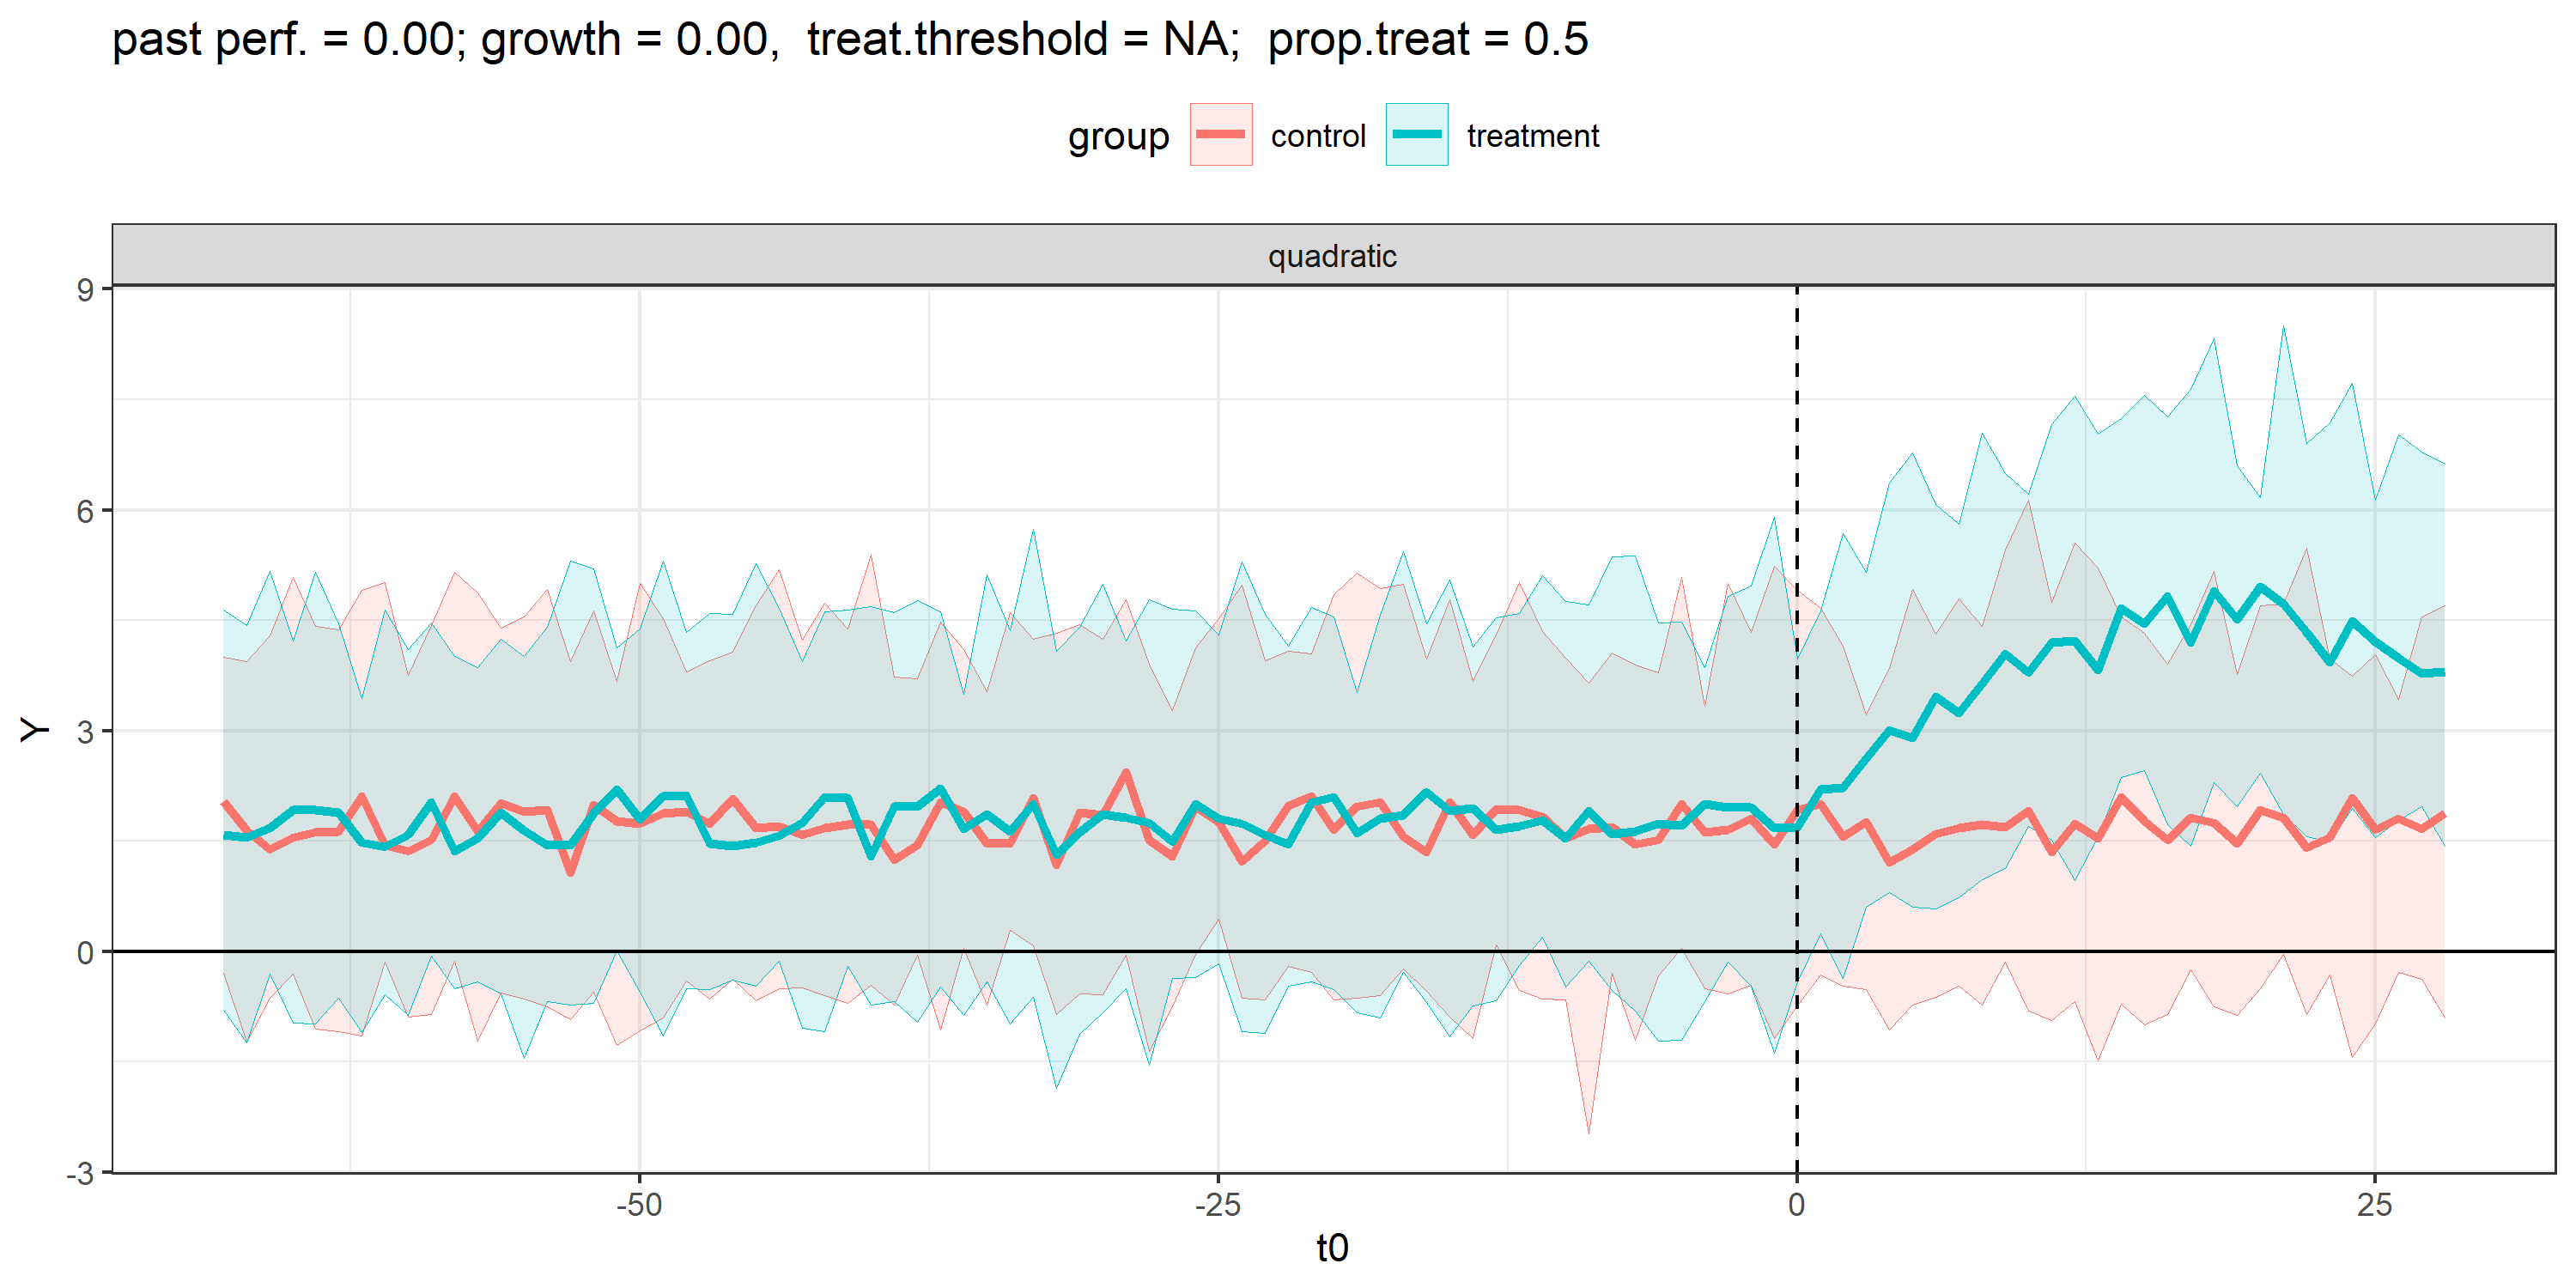 past perf. = 0.00; growth = 0.00,  treat.threshold = NA;  prop.treat = 0.5
group control treatment
quadratic
9
6
3
0
-3
Y
-50 -25 0 25
t0